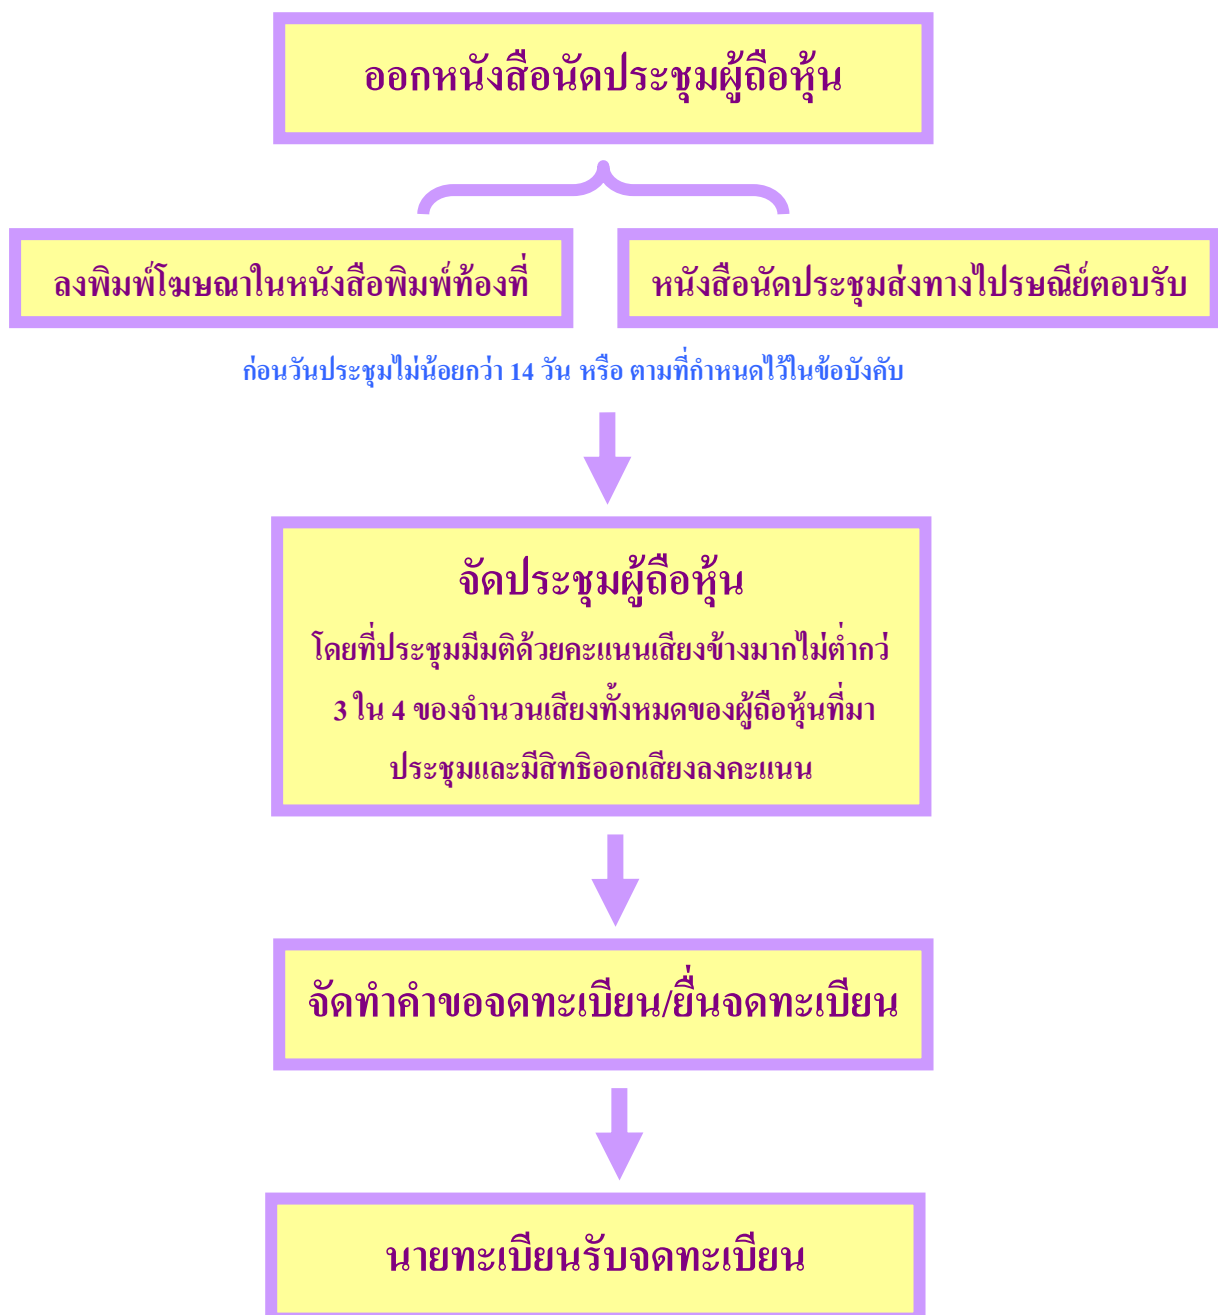 ออกหนังสือนัดประชุมผู้ถือหุ้น
ลงพิมพ์โฆษณาในหนังสือพิมพ์ท้องที่
หนังสือนัดประชุมส่งทางไปรษณีย์ตอบรับ
ก่อนวันประชุมไม่น้อยกว่า 14 วัน หรือ ตามที่กำหนดไว้ในข้อบังคับ
จัดประชุมผู้ถือหุ้น
โดยที่ประชุมมีมติด้วยคะแนนเสียงข้างมากไม่ต่ำกว่
3 ใน 4 ของจำนวนเสียงทั้งหมดของผู้ถือหุ้นที่มา
ประชุมและมีสิทธิออกเสียงลงคะแนน
จัดทำคำขอจดทะเบียน/ยื่นจดทะเบียน
นายทะเบียนรับจดทะเบียน